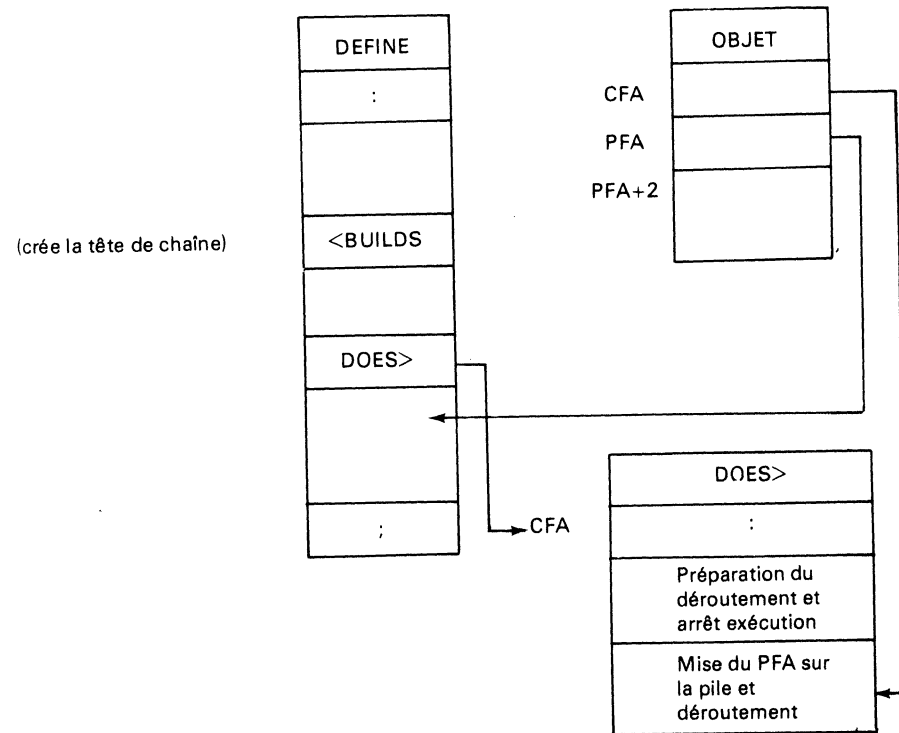 DEFINE
:
(crée la tête de chaîne)
<BUILDS
DOES>
;
OBJET
CFA
PFA
PFA+2
CFA
DOES>
:
Préparation du
déroutement et
arrêt exécution
Mise du PFA sur
la pile et
déroutement